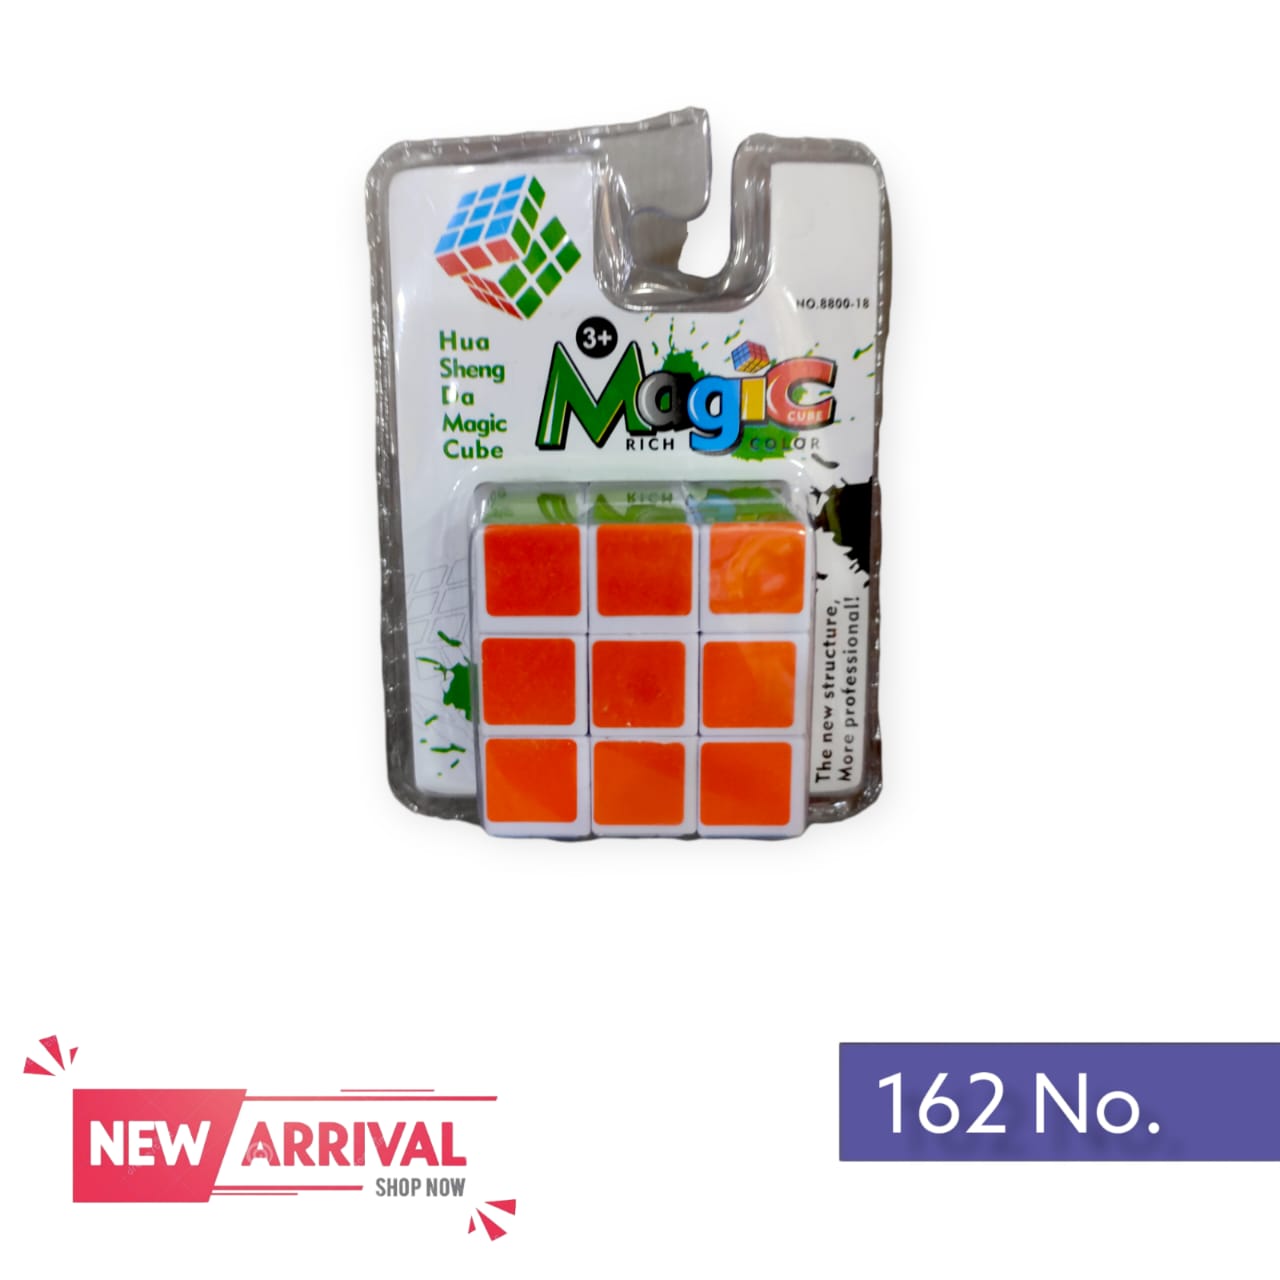 NO.8800-18
3+
Hua
Sheng
Da
Magic
Cube
Magic
CUBE
RICH COLOR
RICH
The new structure,
More professional!
NEW ARRIVAL
SHOP NOW
162 No.